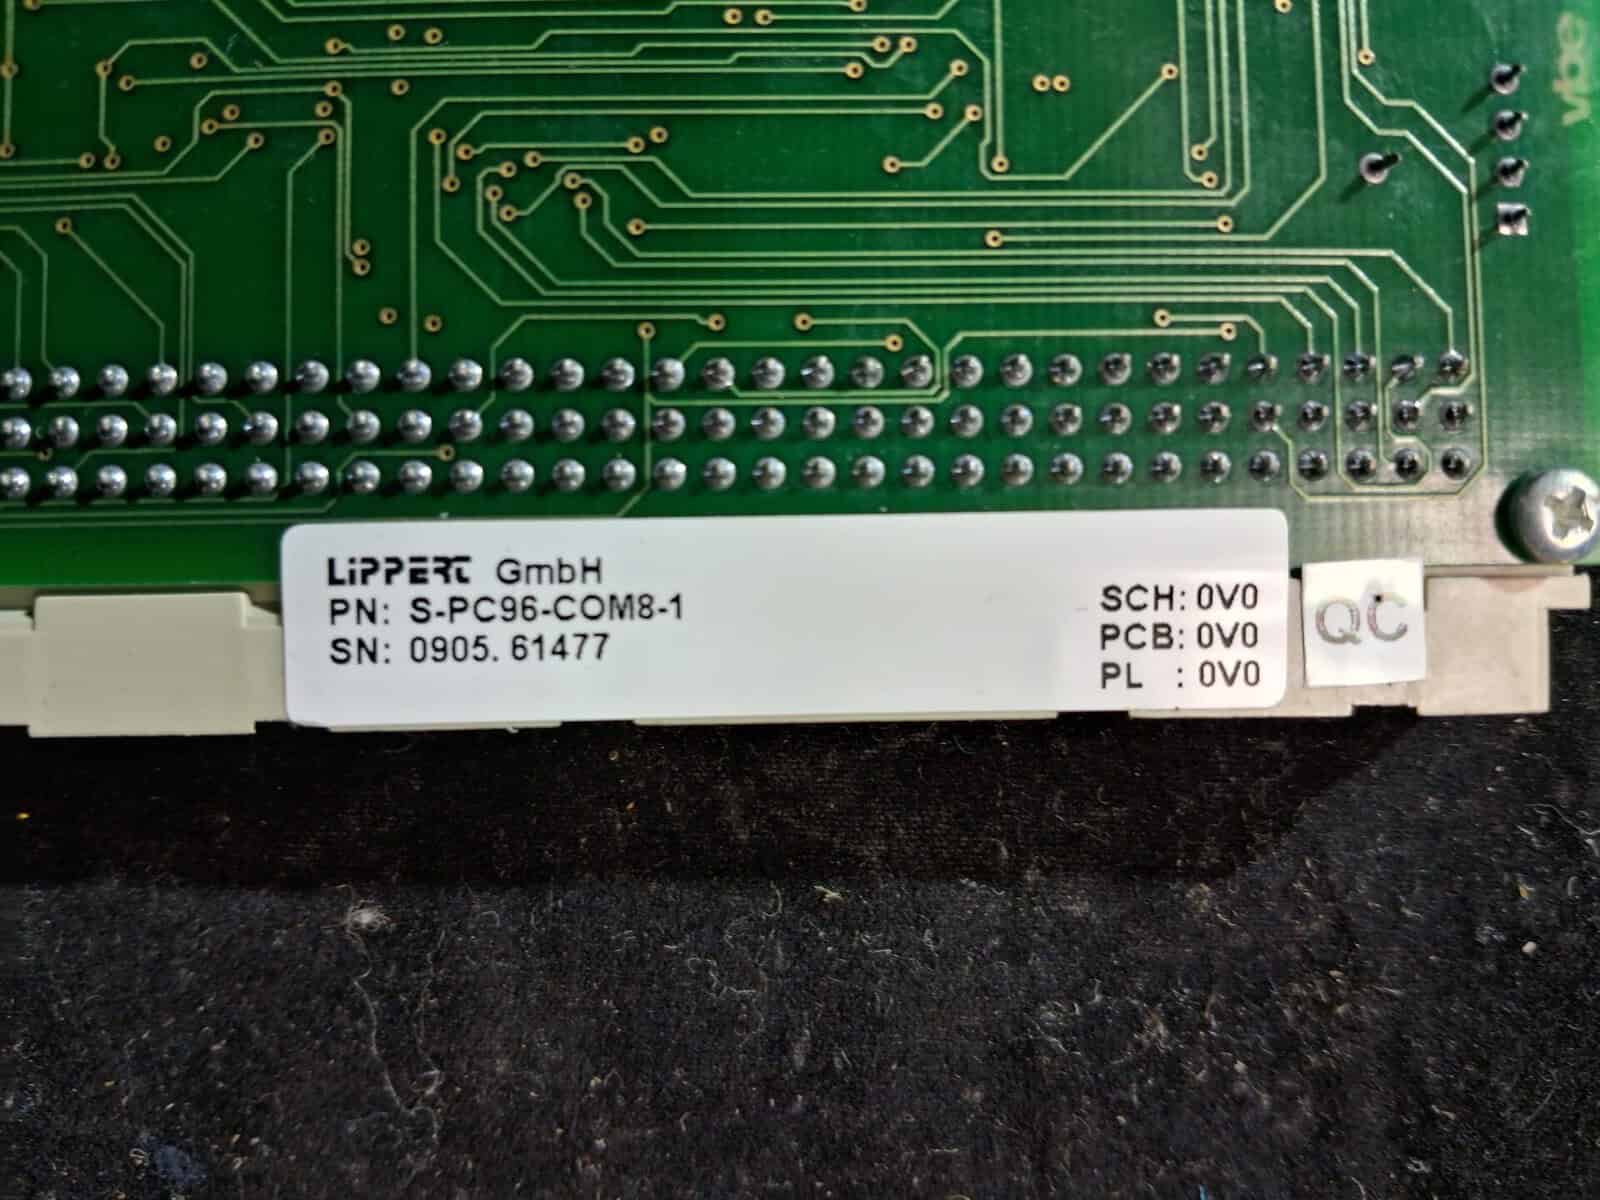 LiPPERT GmbH
PN: S-PC96-COM8-1
SN: 0905.61477
SCH: 0V0
PCB: 0V0
PL : 0V0
QC